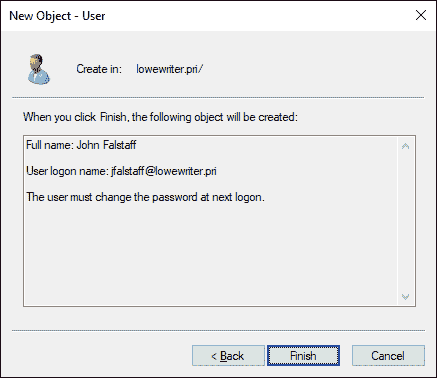 New Object - User
Create in: lowewriter.pri/
When you click Finish, the following object will be created:
Full name: John Falstaff
User logon name: jfalstaff@lowewriter.pri
The user must change the password at next logon.
< Back Finish Cancel